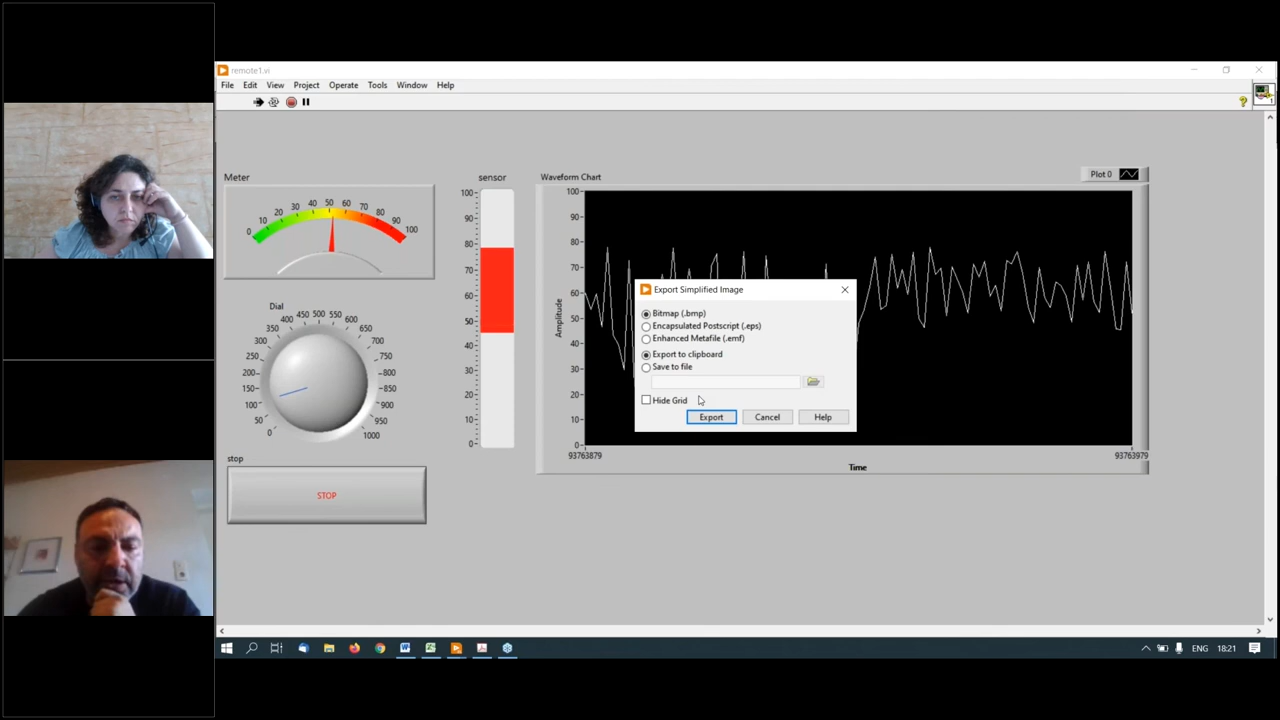 remote1.vi
File Edit View Project Operate Tools Window Help
Meter
0 10 20 30 40 50 60 70 80 90 100
sensor
100
90
80
70
60
50
40
30
20
10
0
Waveform Chart
Plot 0
Amplitude
100
90
80
70
60
50
40
30
20
10
0
93763879
93763979
Time
Export Simplified Image
Bitmap (.bmp)
Encapsulated Postscript (.eps)
Enhanced Metafile (.emf)
Export to clipboard
Save to file
Hide Grid
Export Cancel Help
Dial
0 50 100 150 200 250 300 350 400 450 500 550 600 650 700 750 800 850 900 950 1000
stop
STOP
ENG 18:21